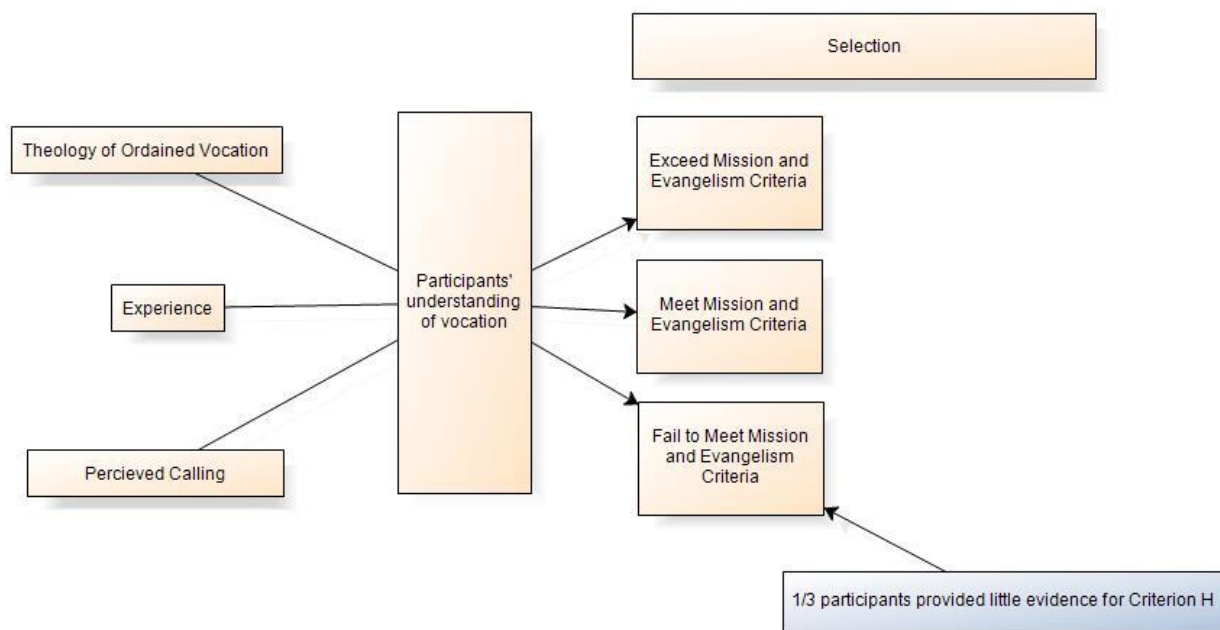 Selection
Theology of Ordained Vocation
Experience
Percieved Calling
Participants'
understanding
of vocation
Exceed Mission and
Evangelism Criteria
Meet Mission and
Evangelism Criteria
Fail to Meet Mission
and Evangelism
Criteria
1/3 participants provided little evidence for Criterion H